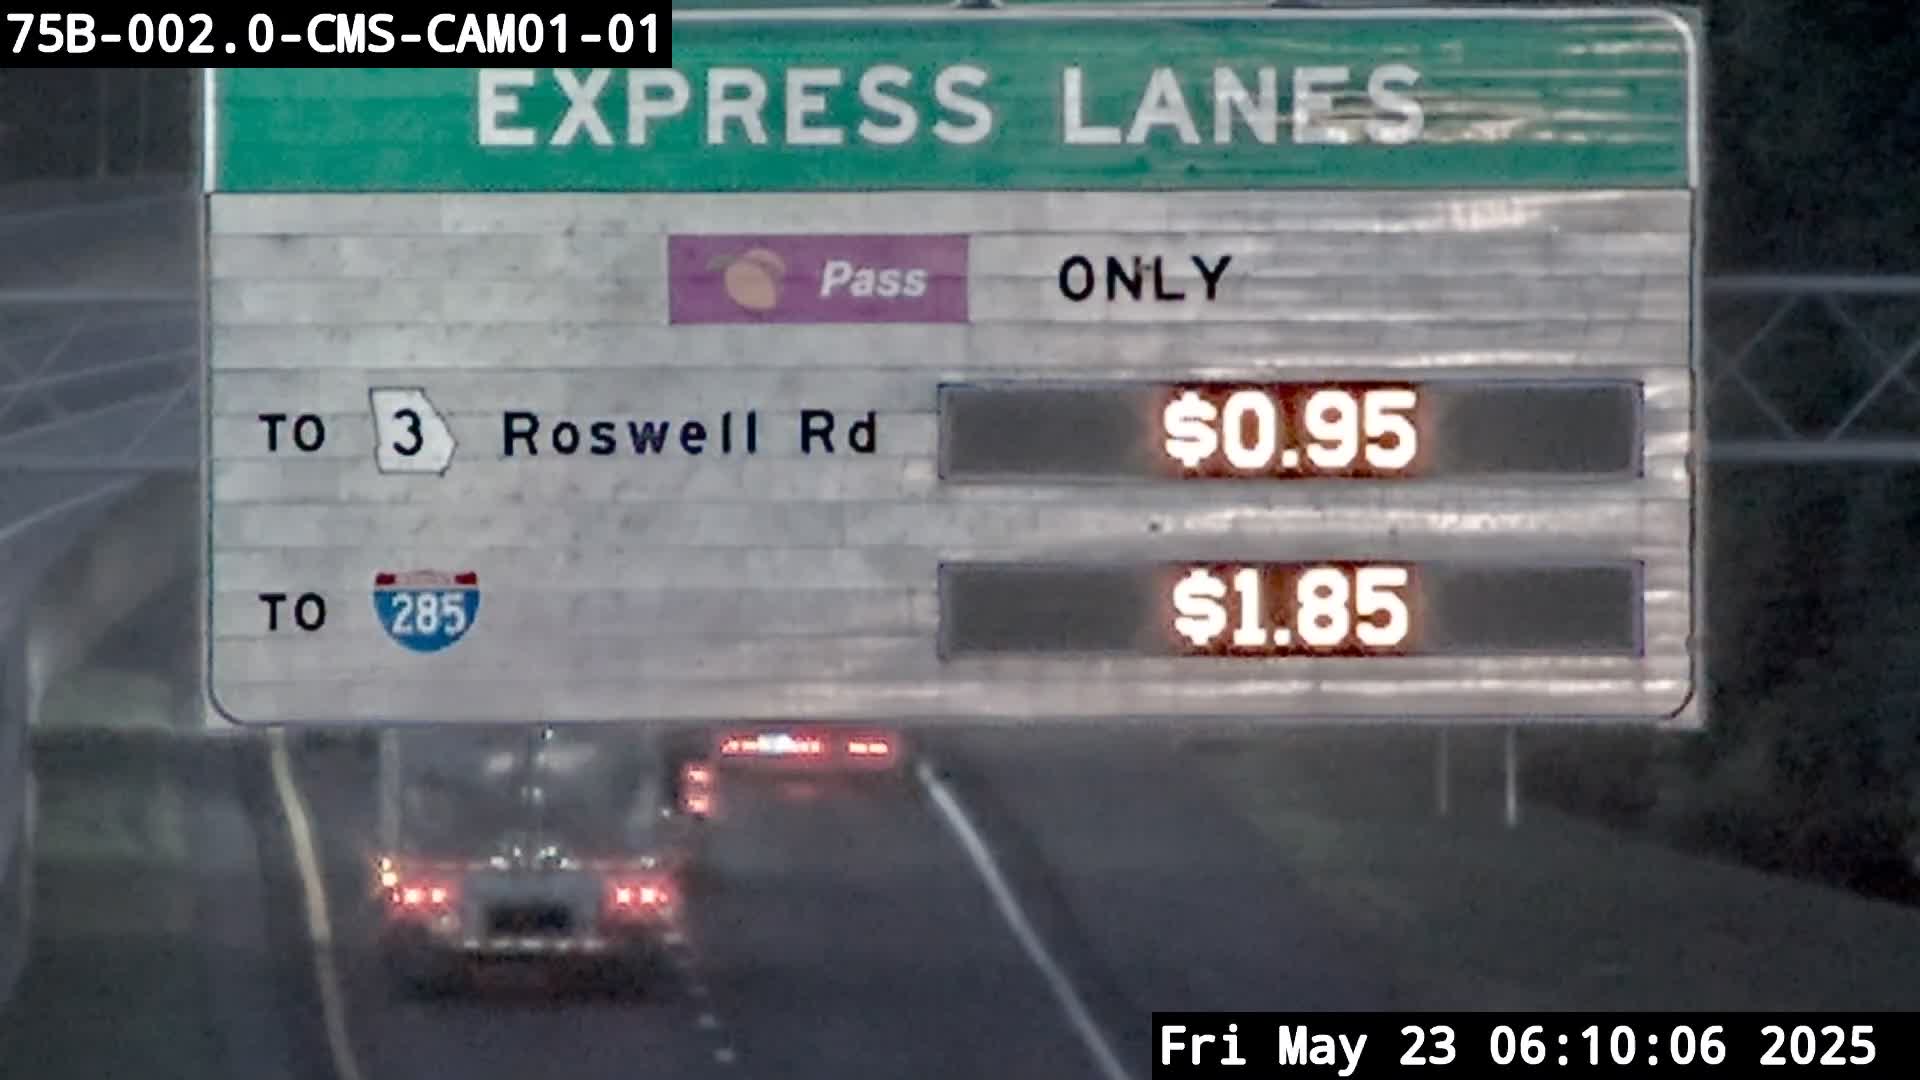 75B-002.0-CMS-CAM01-01
EXPRESS LANES
Pass ONLY
TO 3 Roswell Rd $0.95
TO 285 $1.85
Fri May 23 06:10:06 2025